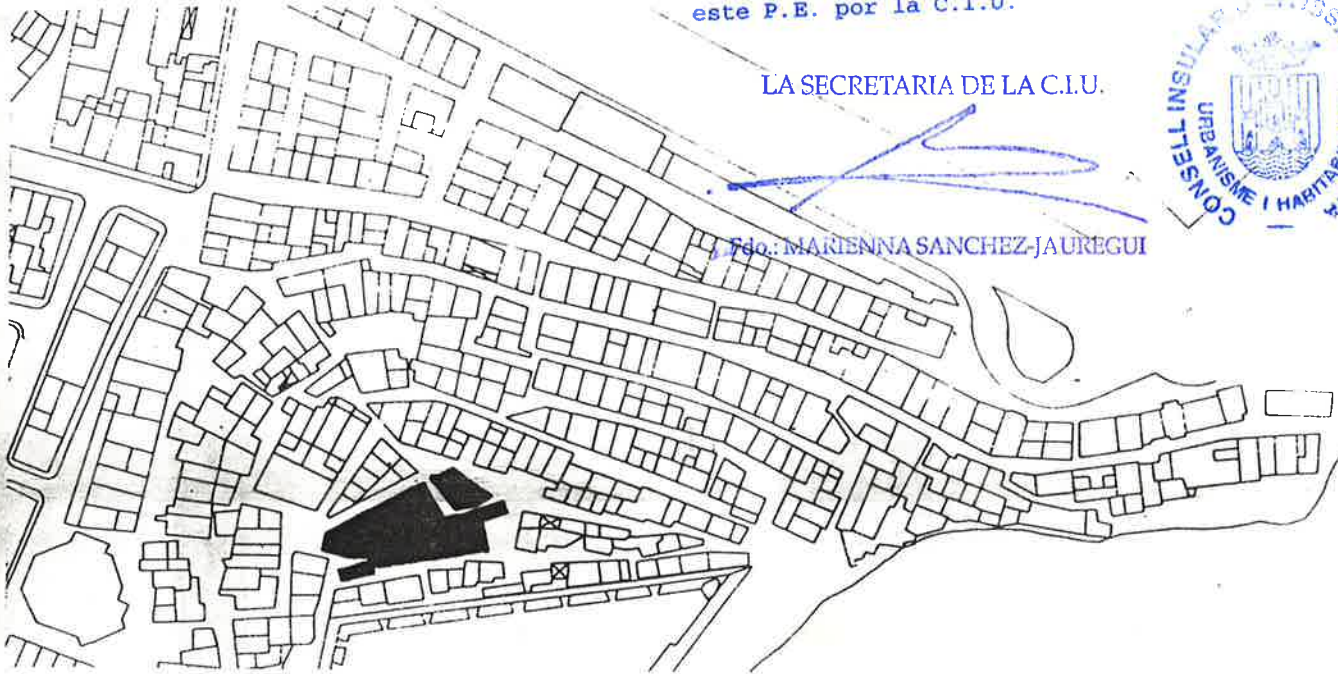 este P.E. por la C.I.U.
LA SECRETARIA DE LA C.I.U.
Fdo.: MARIENNA SANCHEZ-JAUREGUI
CONSELL INSULAR
URBANISME I HABITATGE